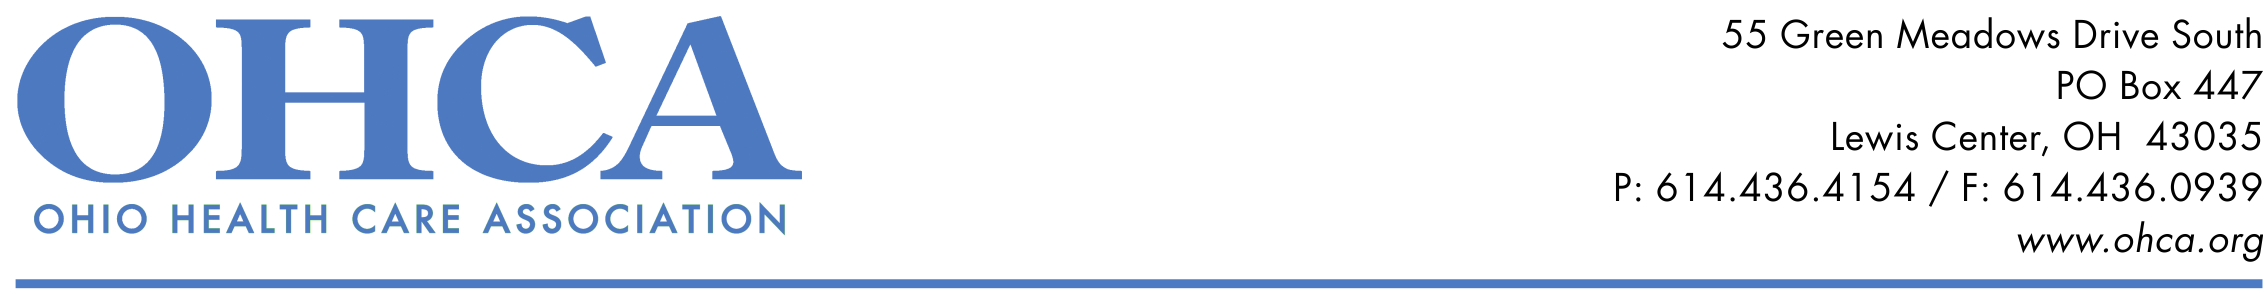 OHCA
OHIO HEALTH CARE ASSOCIATION
55 Green Meadows Drive South
PO Box 447
Lewis Center, OH 43035
P: 614.436.4154 / F: 614.436.0939
www.ohca.org